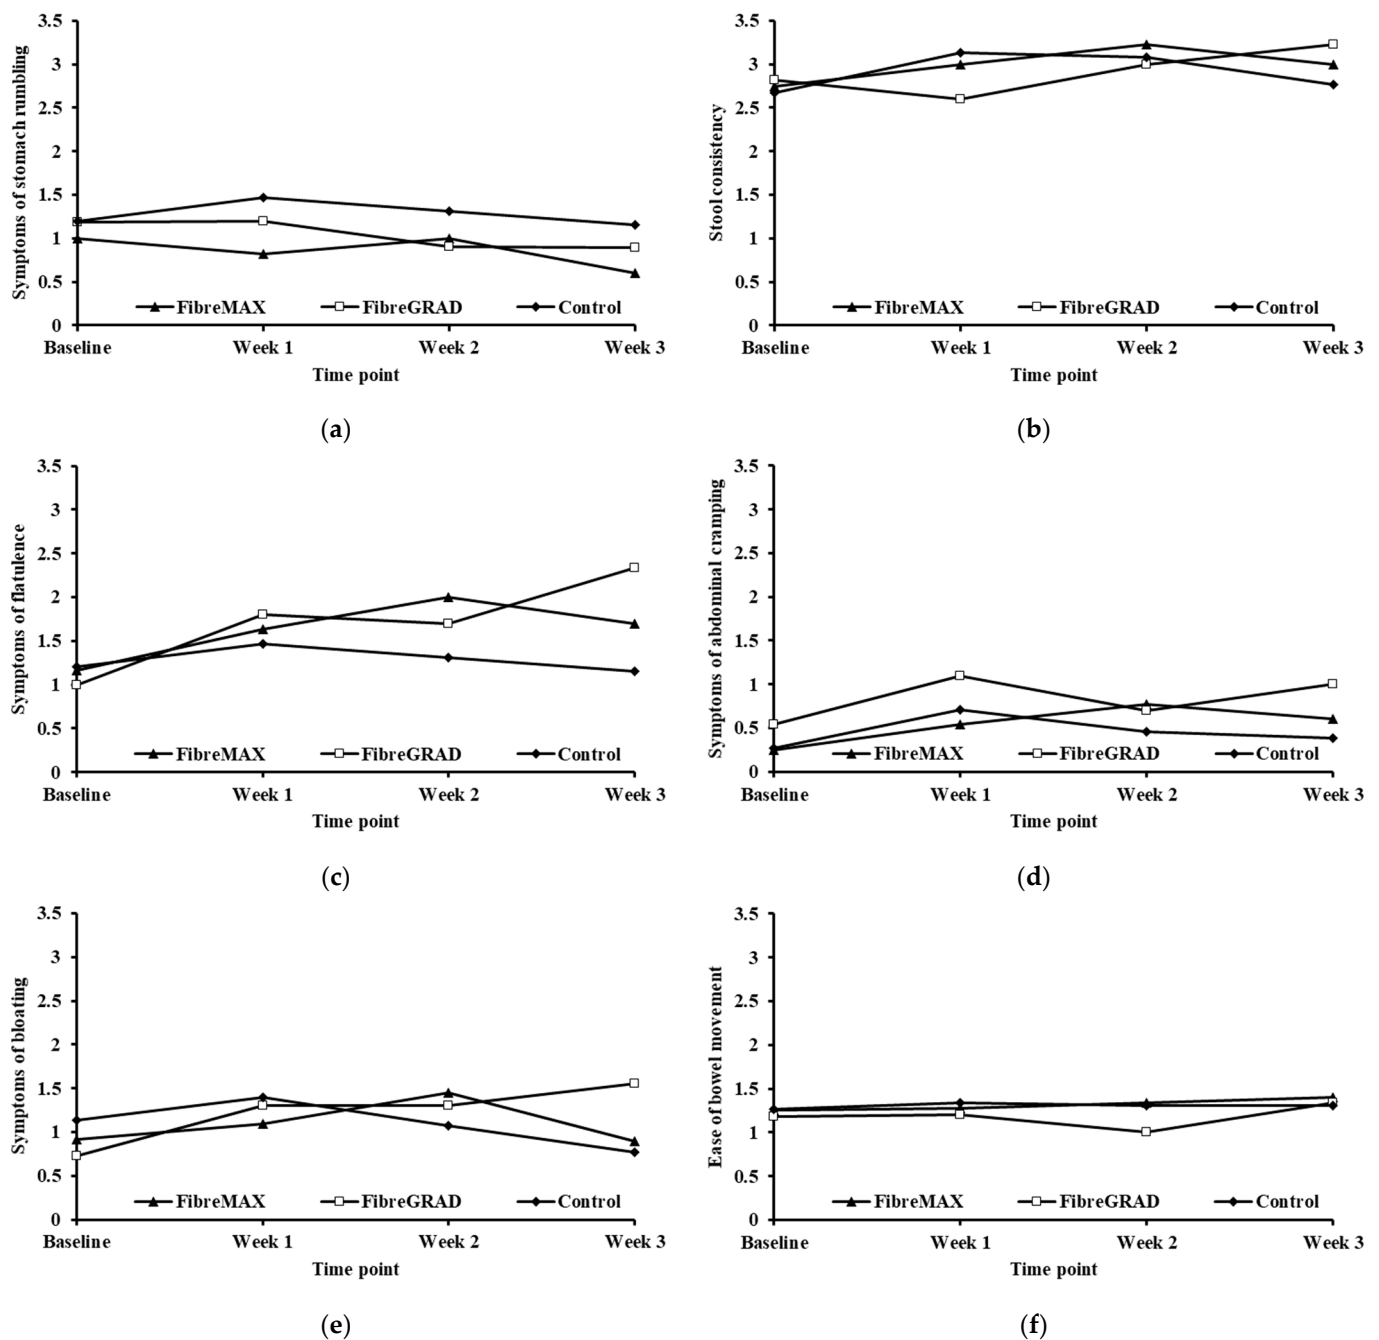 Symptoms of stomach rumbling
3.5
3
2.5
2
1.5
1
0.5
0
FibreMAX FibreGRAD Control
Baseline Week 1 Week 2 Week 3
Time point
(a)
Stool consistency
3.5
3
2.5
2
1.5
1
0.5
0
FibreMAX FibreGRAD Control
Baseline Week 1 Week 2 Week 3
Time point
(b)
Symptoms of flatulence
3.5
3
2.5
2
1.5
1
0.5
0
FibreMAX FibreGRAD Control
Baseline Week 1 Week 2 Week 3
Time point
(c)
Symptoms of abdominal cramping
3.5
3
2.5
2
1.5
1
0.5
0
FibreMAX FibreGRAD Control
Baseline Week 1 Week 2 Week 3
Time point
(d)
Symptoms of bloating
3.5
3
2.5
2
1.5
1
0.5
0
FibreMAX FibreGRAD Control
Baseline Week 1 Week 2 Week 3
Time point
(e)
Ease of bowel movement
3.5
3
2.5
2
1.5
1
0.5
0
FibreMAX FibreGRAD Control
Baseline Week 1 Week 2 Week 3
Time point
(f)